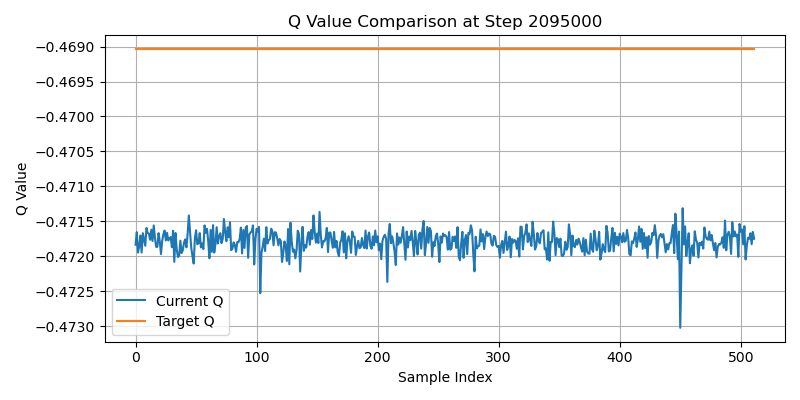 Q Value Comparison at Step 2095000
−0.4690
−0.4695
−0.4700
−0.4705
−0.4710
−0.4715
−0.4720
−0.4725
−0.4730
Q Value
Current Q
Target Q
0 100 200 300 400 500
Sample Index